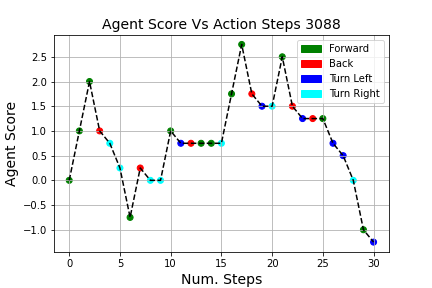 Agent Score Vs Action Steps 3088
Agent Score
2.5
2.0
1.5
1.0
0.5
0.0
−0.5
−1.0
Forward
Back
Turn Left
Turn Right
0 5 10 15 20 25 30
Num. Steps